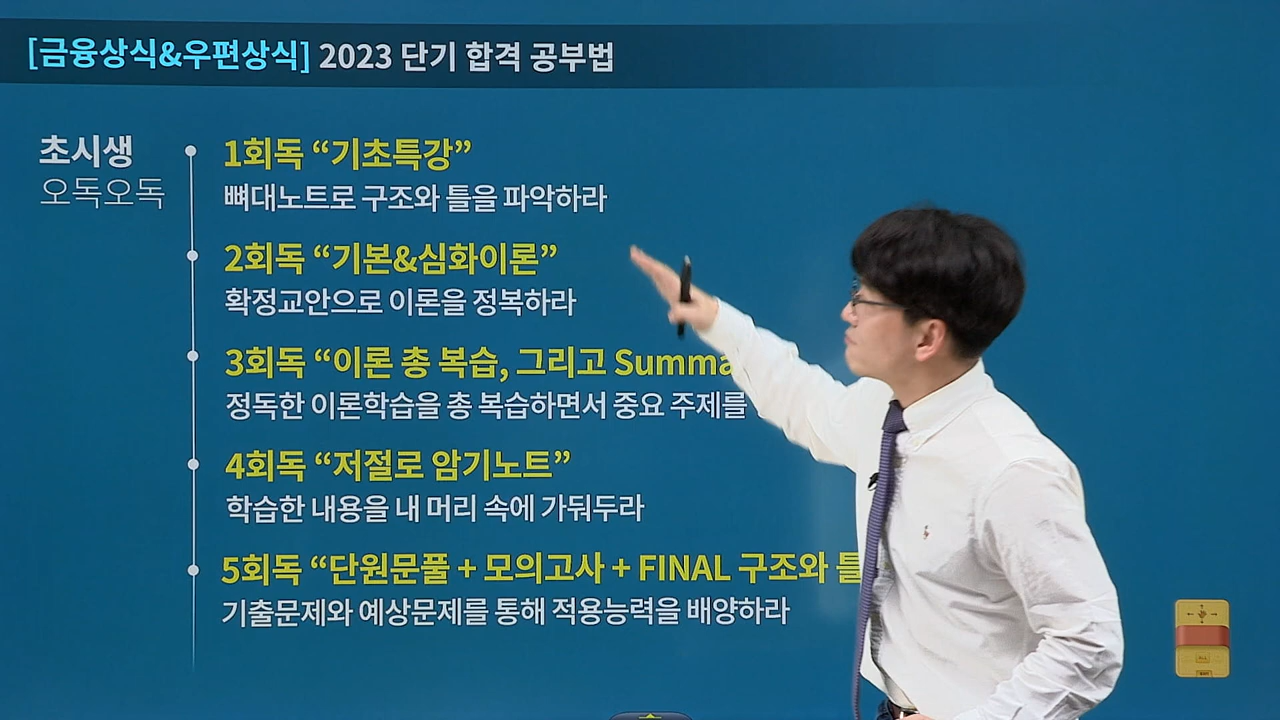 [금융상식&우편상식] 2023 단기 합격 공부법
초시생
오독오독
1회독 “기초특강”
뼈대노트로 구조와 틀을 파악하라
2회독 “기본&심화이론”
확정교안으로 이론을 정복하라
3회독 “이론 총 복습, 그리고 Summa
정독한 이론학습을 총 복습하면서 중요 주제를
4회독 “저절로 암기노트”
학습한 내용을 내 머리 속에 가둬두라
5회독 “단원문풀 + 모의고사 + FINAL 구조와 틀
기출문제와 예상문제를 통해 적용능력을 배양하라